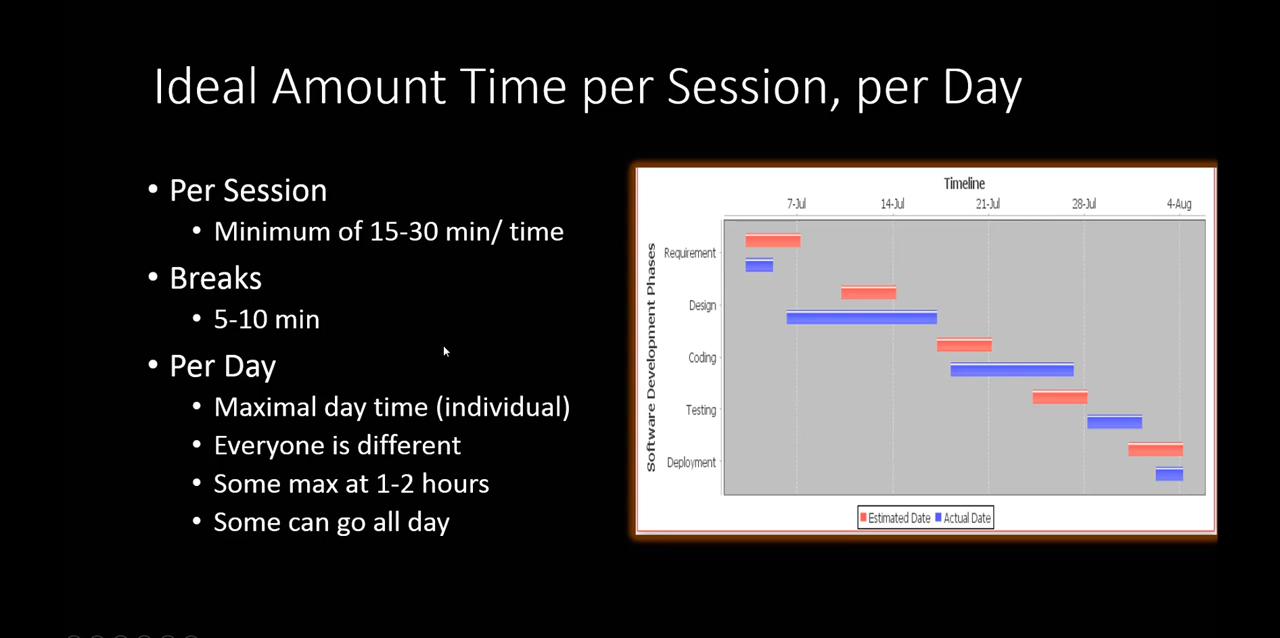 Ideal Amount Time per Session, per Day
• Per Session
• Minimum of 15-30 min/ time
• Breaks
• 5-10 min
• Per Day
• Maximal day time (individual)
• Everyone is different
• Some max at 1-2 hours
• Some can go all day
Timeline
7-Jul 14-Jul 21-Jul 28-Jul 4-Aug
Software Development Phases
Requirement
Design
Coding
Testing
Deployment
Estimated Date Actual Date